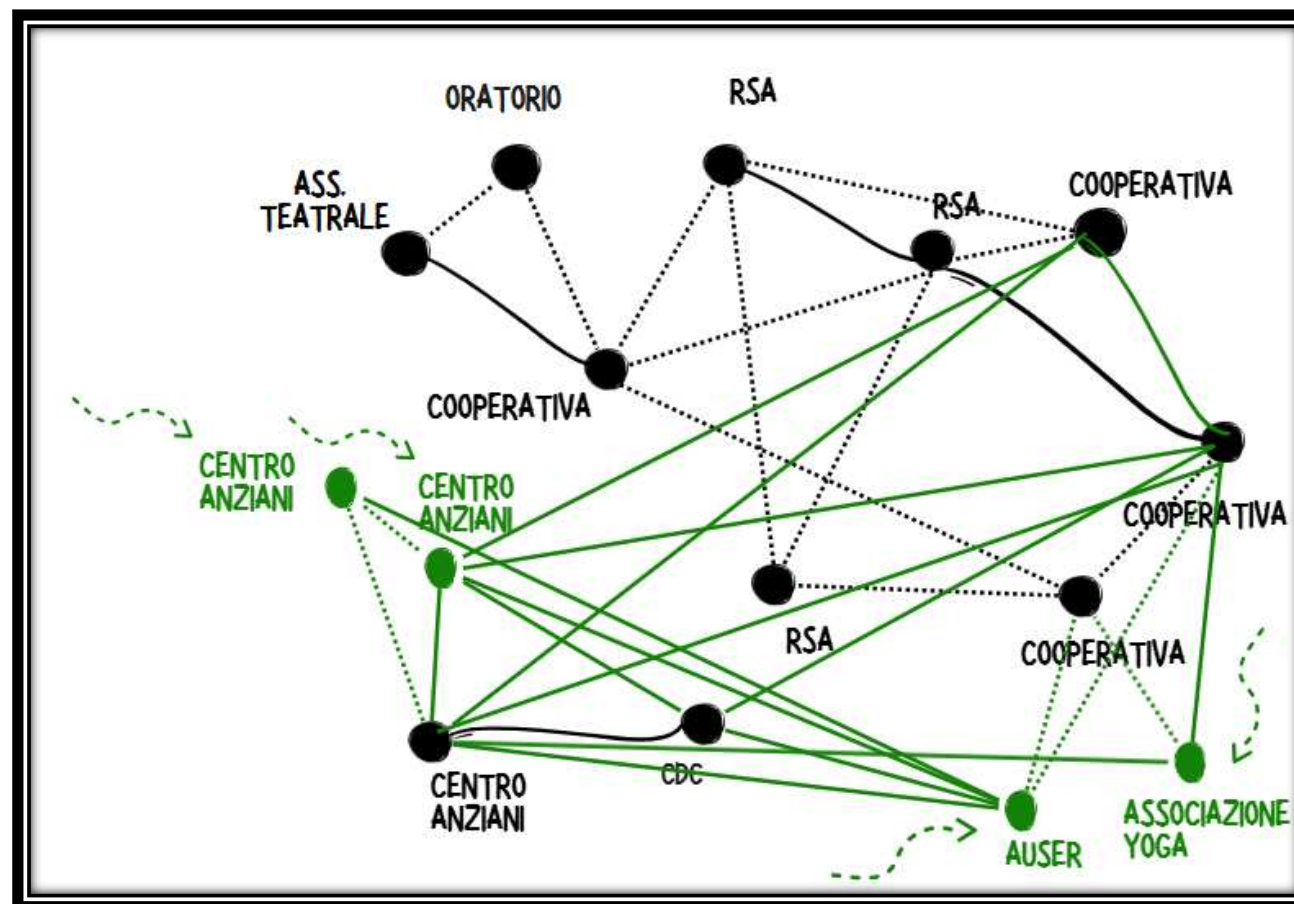 ORATORIO
RSA
ASS.
TEATRALE
RSA
COOPERATIVA
COOPERATIVA
CENTRO
ANZIANI
CENTRO
ANZIANI
COOPERATIVA
RSA
COOPERATIVA
CENTRO
ANZIANI
CDC
AUSER
ASSOCIAZIONE
YOGA